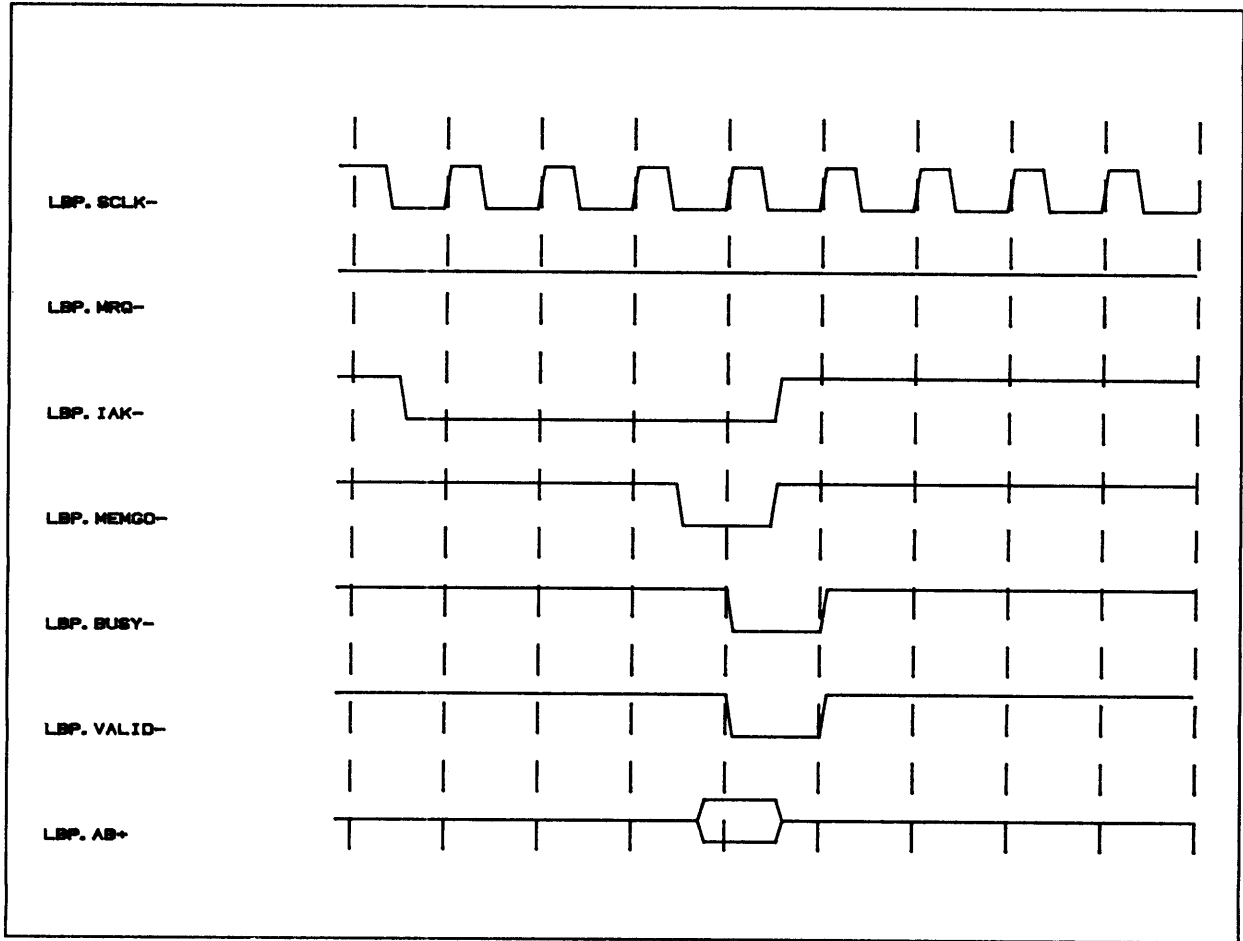 LBP. SCLK-
LBP. MRQ-
LBP. IAK-
LBP. MEMGO-
LBP. BUSY-
LBP. VALID-
LBP. AB+